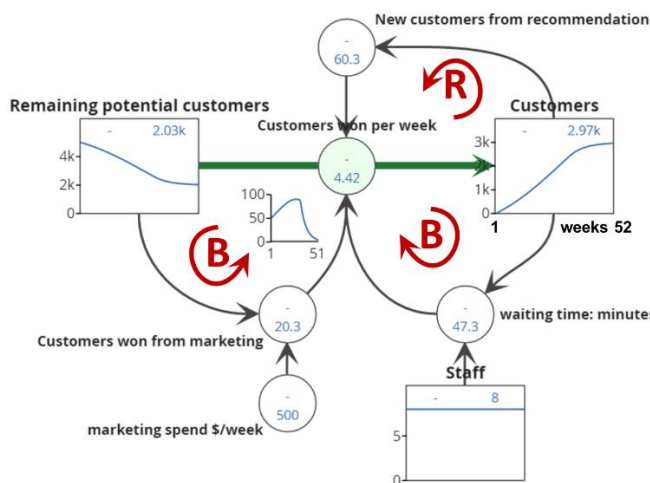 New customers from recommendation
-
60.3
R
Remaining potential customers
- 2.03k
4k
2k
0
Customers won per week
-
4.42
Customers
- 2.97k
3k
2k
1k
0
1 weeks 52
100
50
0
1 51
B
B
-
20.3
Customers won from marketing
-
47.3
waiting time: minutes
-
500
marketing spend $/week
Staff
- 8
5
0